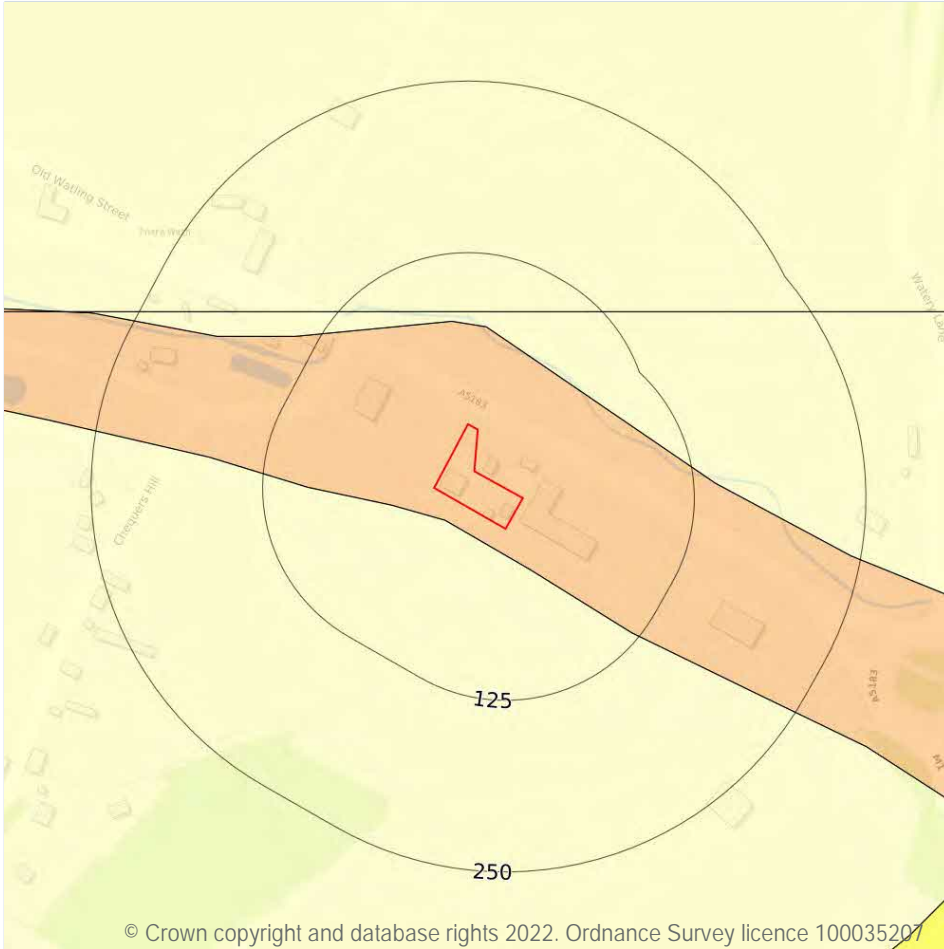 Old Watling Street
Watery Lane
A5183
Chequers Hill
125
A5183
M1
250
© Crown copyright and database rights 2022. Ordnance Survey licence 100035207